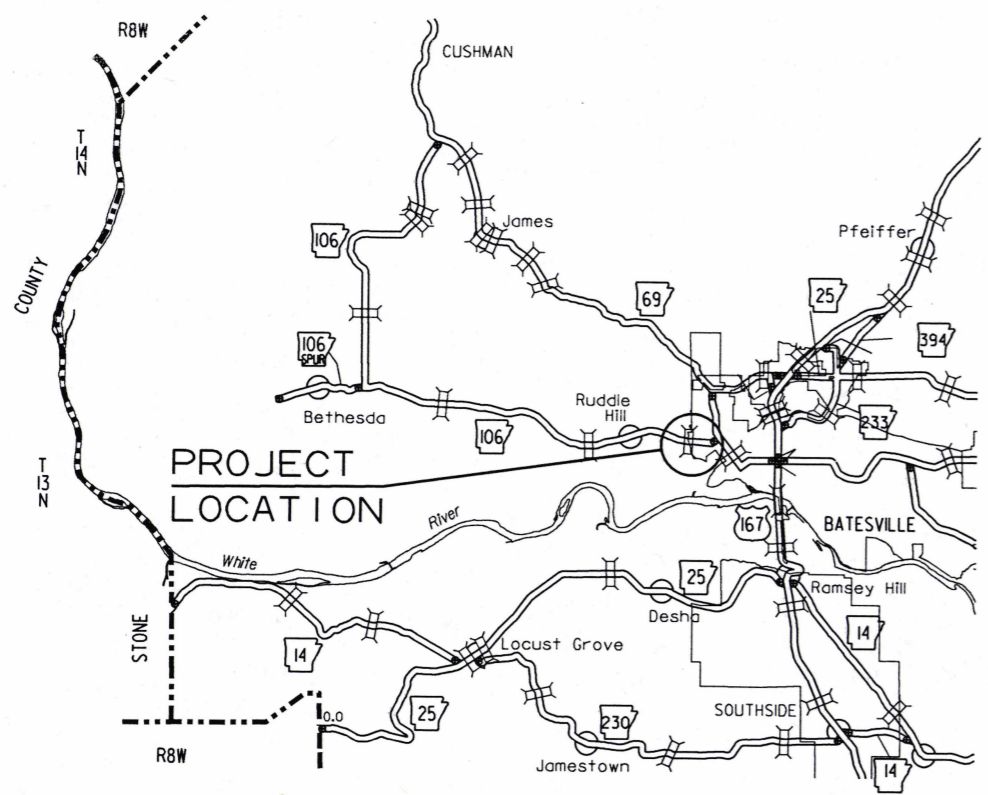 R8W
CUSHMAN
T
14
N
106
James
Pfeiffer
COUNTY
69
25
106
SPUR
394
Bethesda
Ruddle
Hill
106
233
PROJECT
LOCATION
T
13
N
River
167
BATESVILLE
White
25
Desha
Ramsey Hill
STONE
14
Locust Grove
14
25
0.0
230
SOUTHSIDE
R8W
Jamestown
14